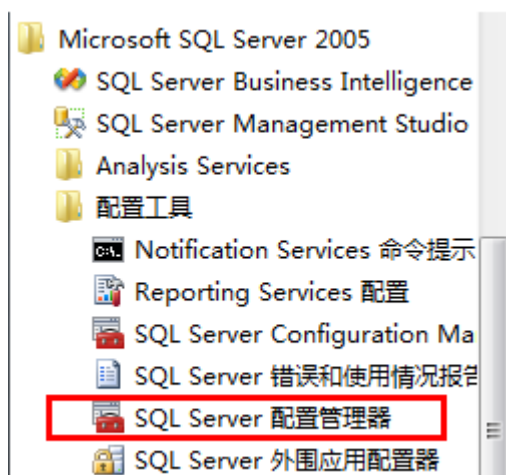 Microsoft SQL Server 2005
SQL Server Business Intelligence
SQL Server Management Studio
Analysis Services
配置工具
Notification Services 命令提示
Reporting Services 配置
SQL Server Configuration Ma
SQL Server 错误和使用情况报告
SQL Server 配置管理器
SQL Server 外围应用配置器